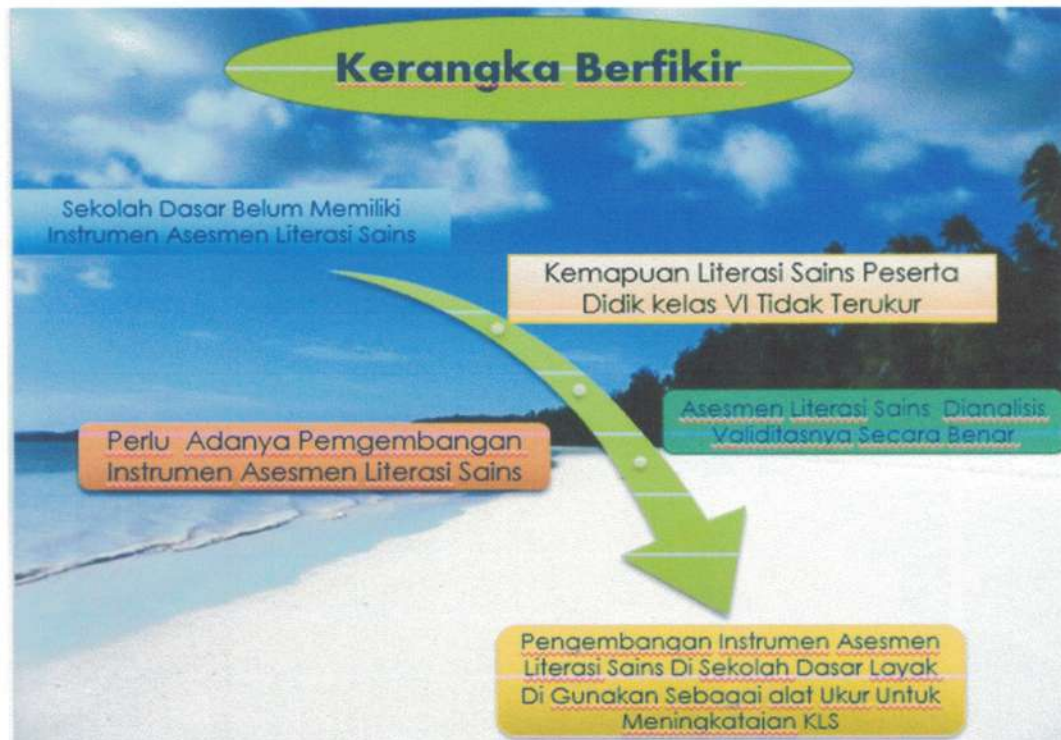 Kerangka Berfikir
Sekolah Dasar Belum Memiliki
Instrumen Asesmen Literasi Sains
Kemapuan Literasi Sains Peserta
Didik kelas VI Tidak Terukur
Asesmen Literasi Sains Dianalisis
Validitasnya Secara Benar
Perlu Adanya Pemgembangan
Instrumen Asesmen Literasi Sains
Pengembangan Instrumen Asesmen
Literasi Sains Di Sekolah Dasar Layak
Di Gunakan Sebagai alat Ukur Untuk
Meningkatajan KLS